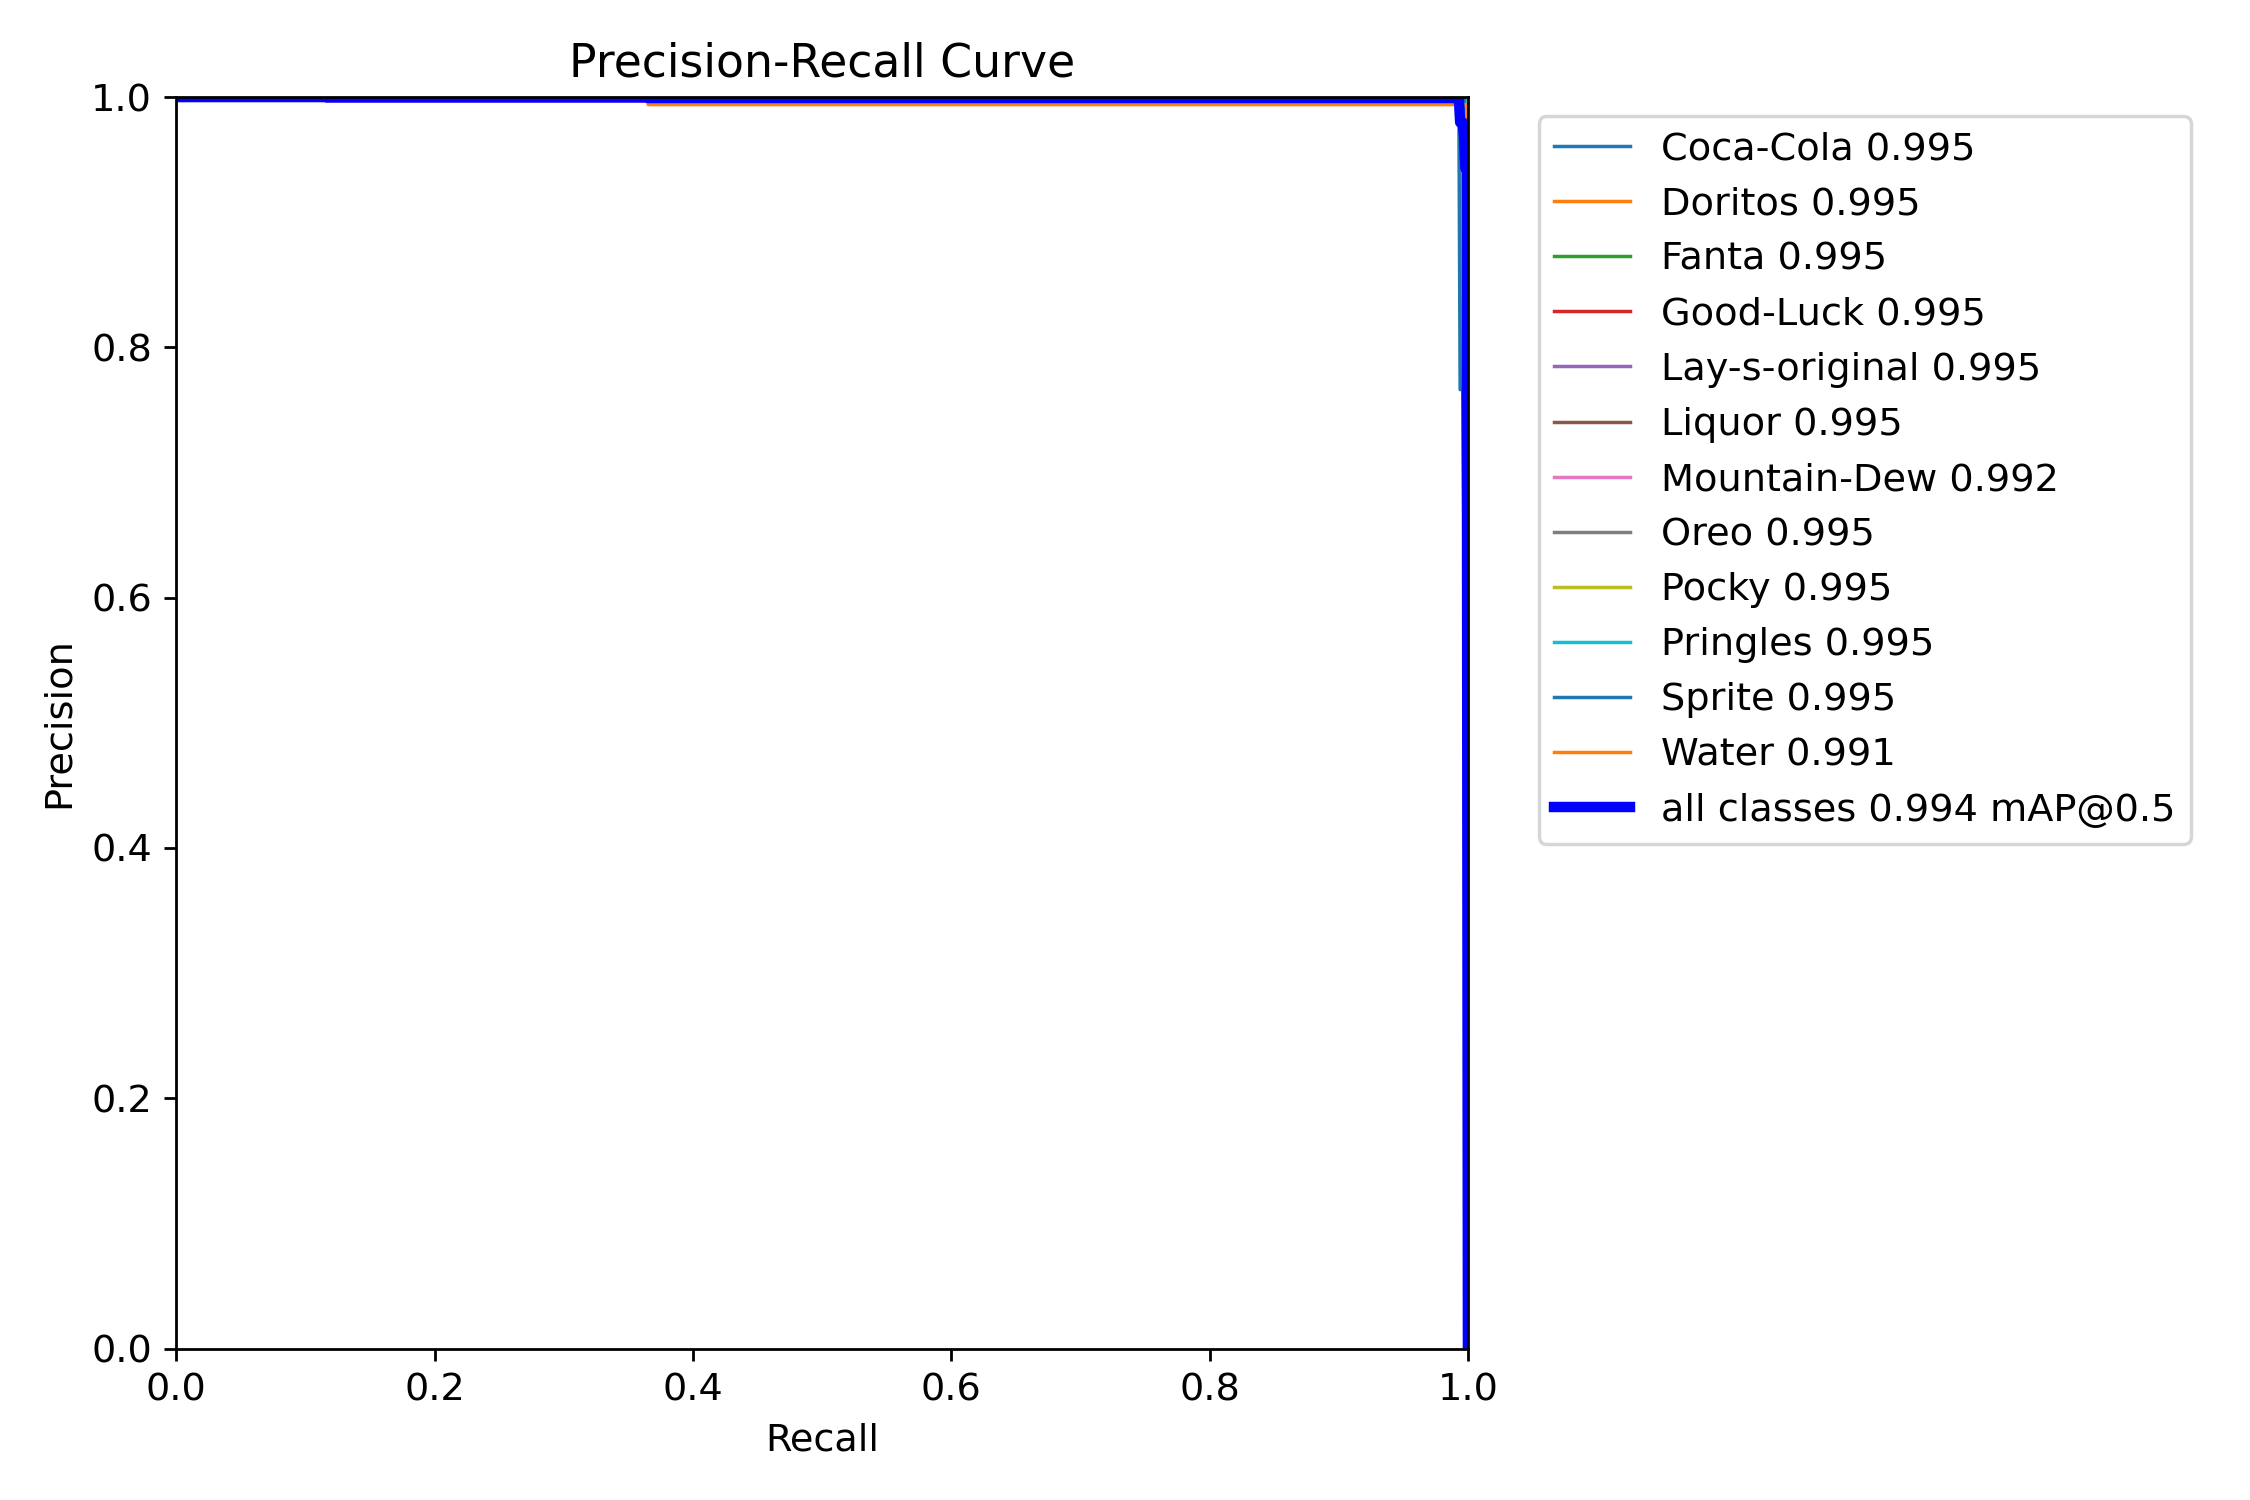 Precision-Recall Curve
1.0
0.8
0.6
0.4
0.2
0.0
Precision
0.0 0.2 0.4 0.6 0.8 1.0
Recall
Coca-Cola 0.995
Doritos 0.995
Fanta 0.995
Good-Luck 0.995
Lay-s-original 0.995
Liquor 0.995
Mountain-Dew 0.992
Oreo 0.995
Pocky 0.995
Pringles 0.995
Sprite 0.995
Water 0.991
all classes 0.994 mAP@0.5